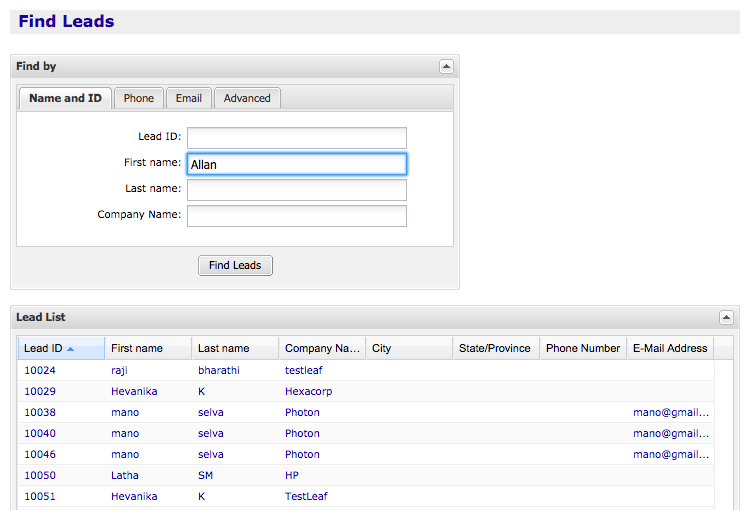 Find Leads
Find by
Name and ID Phone Email Advanced
Lead ID:
First name: Allan
Last name:
Company Name:
Find Leads
Lead List
Lead ID First name Last name Company Na... City State/Province Phone Number E-Mail Address
10024 raji bharathi testleaf
10029 Hevanika K Hexacorp
10038 mano selva Photon mano@gmail...
10040 mano selva Photon mano@gmail...
10046 mano selva Photon mano@gmail...
10050 Latha SM HP
10051 Hevanika K TestLeaf